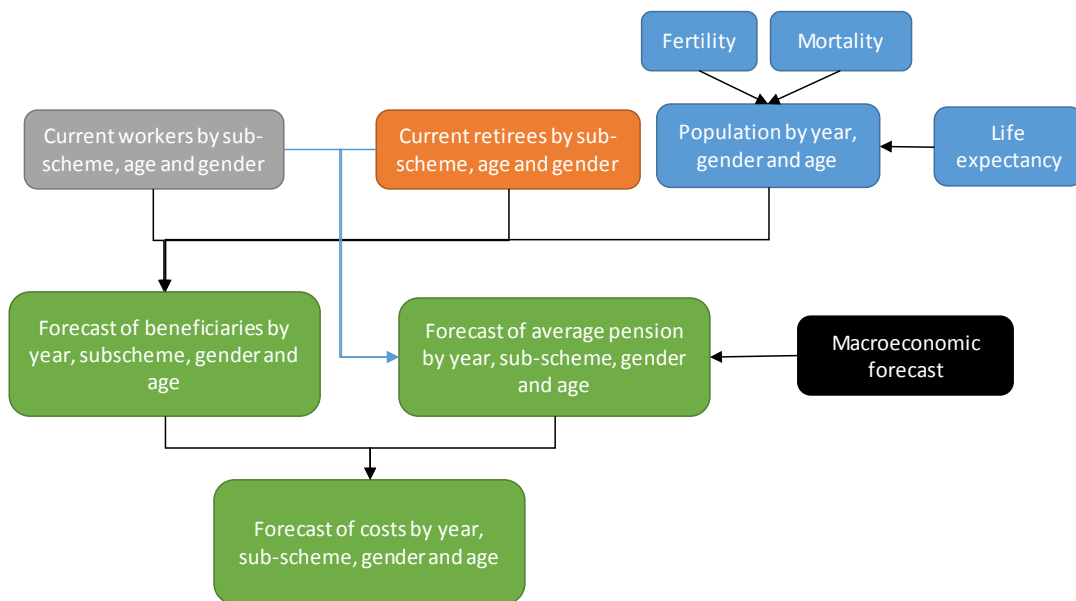 Fertility
Mortality
Current workers by sub-
scheme, age and gender
Current retirees by sub-
scheme, age and gender
Population by year,
gender and age
Life
expectancy
Forecast of beneficiaries by
year, subscheme, gender and
age
Forecast of average pension
by year, sub-scheme, gender
and age
Macroeconomic
forecast
Forecast of costs by year,
sub-scheme, gender and age